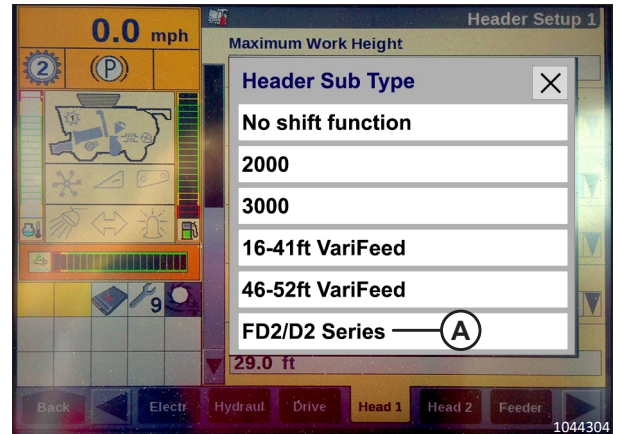 0.0 mph
Header Setup 1
Maximum Work Height
2
(P)
Header Sub Type
No shift function
2000
3000
16-41ft VariFeed
46-52ft VariFeed
FD2/D2 Series
A
9
29.0 ft
Back
Electr
Hydraul
Drive
Head 1
Head 2
Feeder
1044304